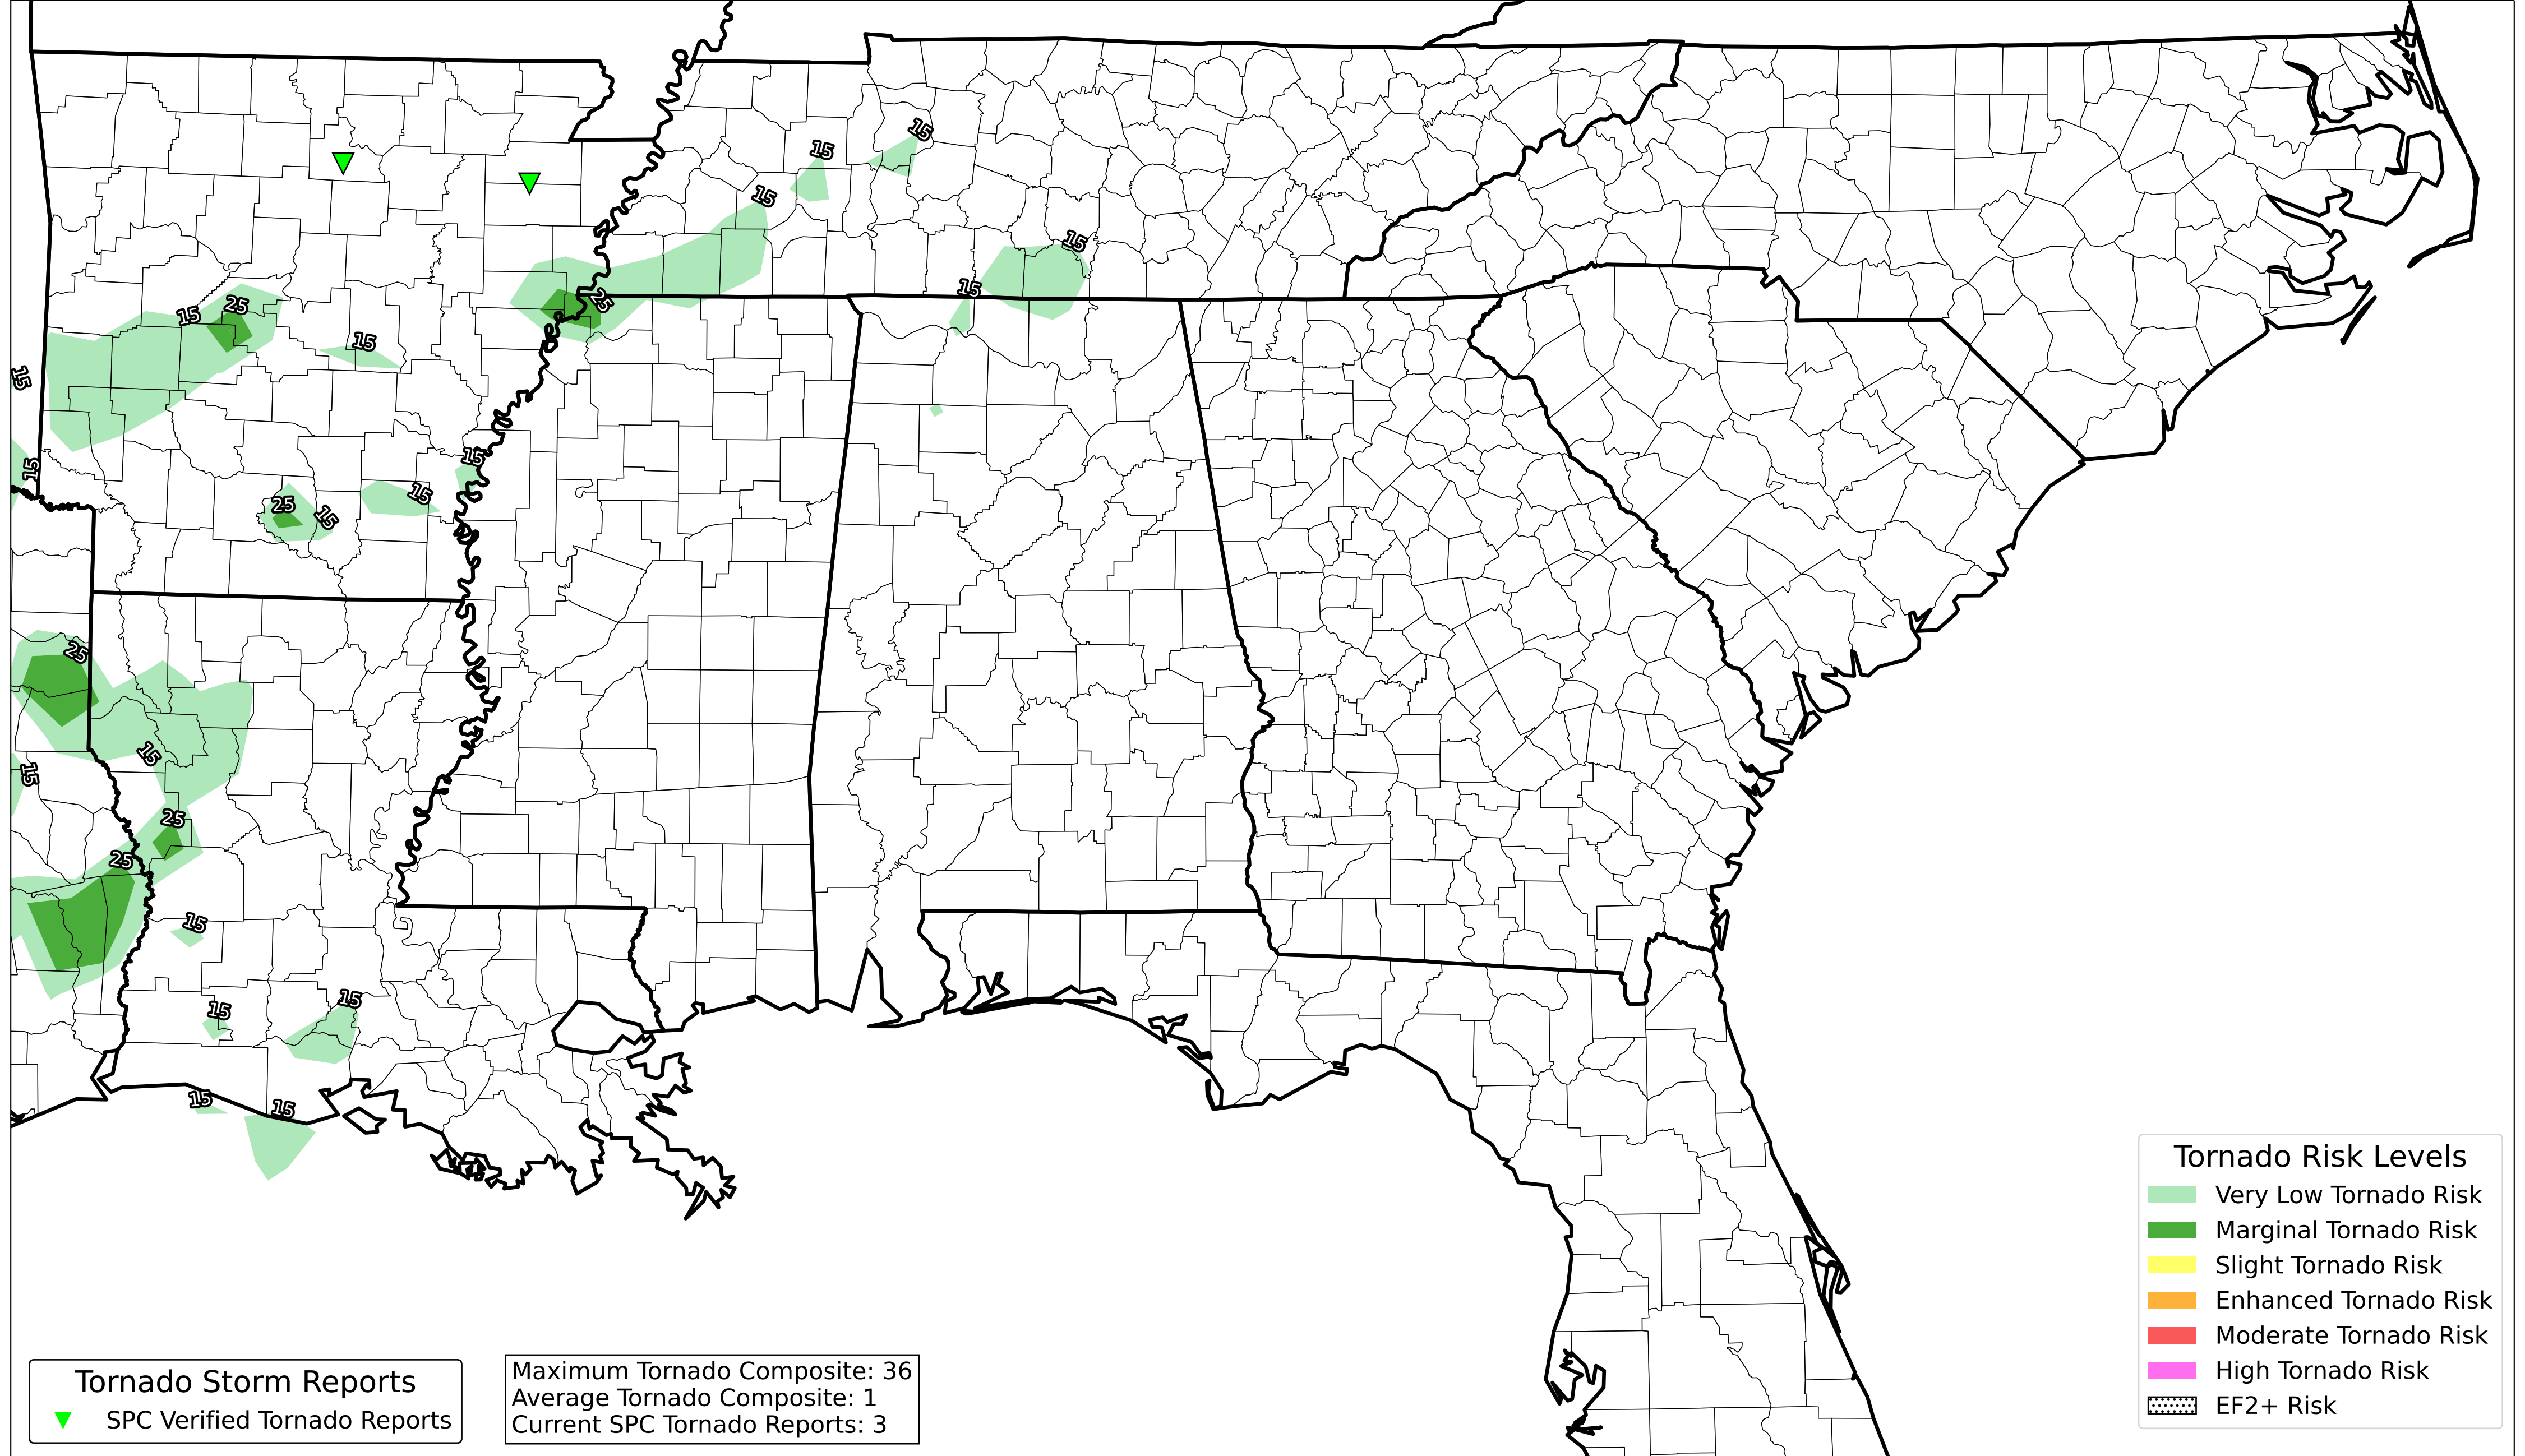 15
15
15
15
15
25
25
15
15
15
15
15
15
25
15
25
15
15
25
25
15
15
15
15
15
Tornado Risk Levels
Very Low Tornado Risk
Marginal Tornado Risk
Slight Tornado Risk
Enhanced Tornado Risk
Moderate Tornado Risk
High Tornado Risk
EF2+ Risk
Tornado Storm Reports
SPC Verified Tornado Reports
Maximum Tornado Composite: 36
Average Tornado Composite: 1
Current SPC Tornado Reports: 3